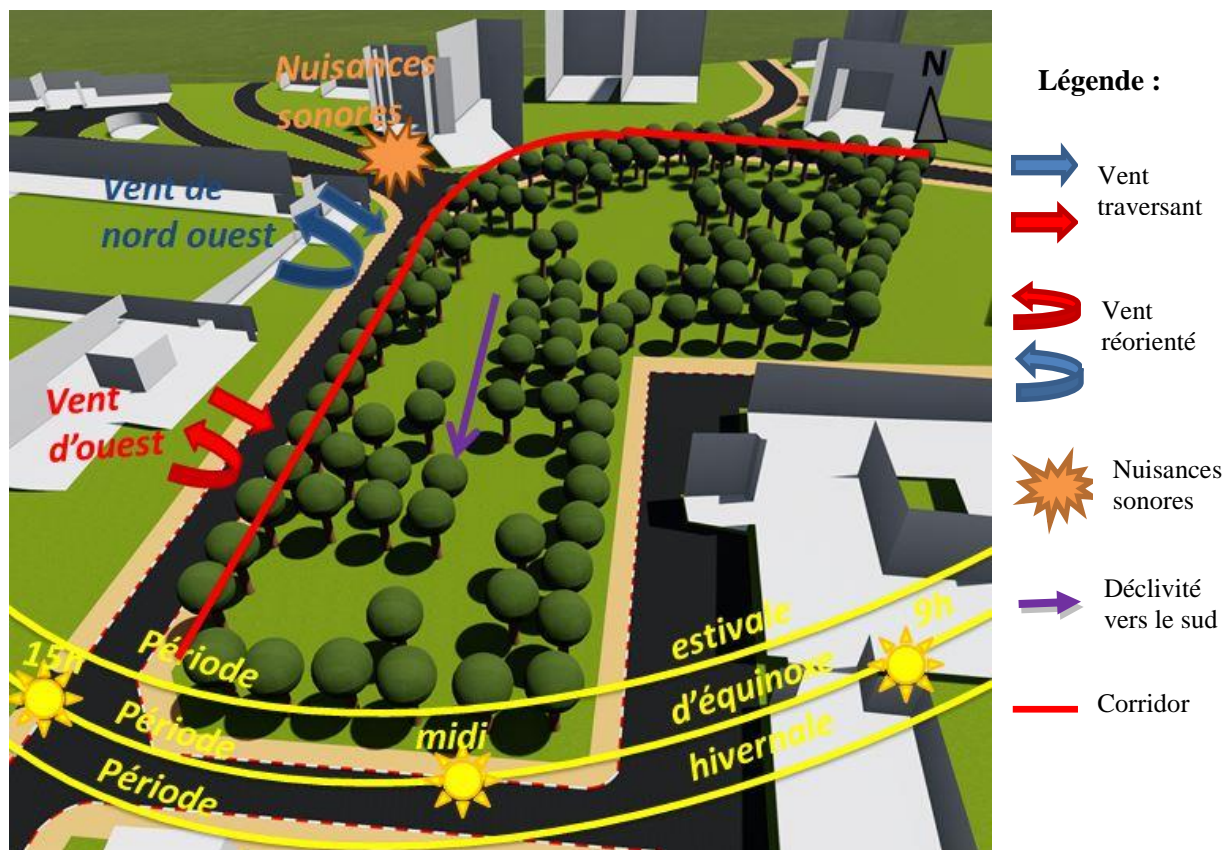 Nuisances
sonores
N
Vent de
nord ouest
Vent
d'ouest
15h
Période
estivale
9h
Période
midi
d'équinoxe
Période
hivernale
Légende :
Vent
traversant
Vent
réorienté
Nuisances
sonores
Déclivité
vers le sud
Corridor